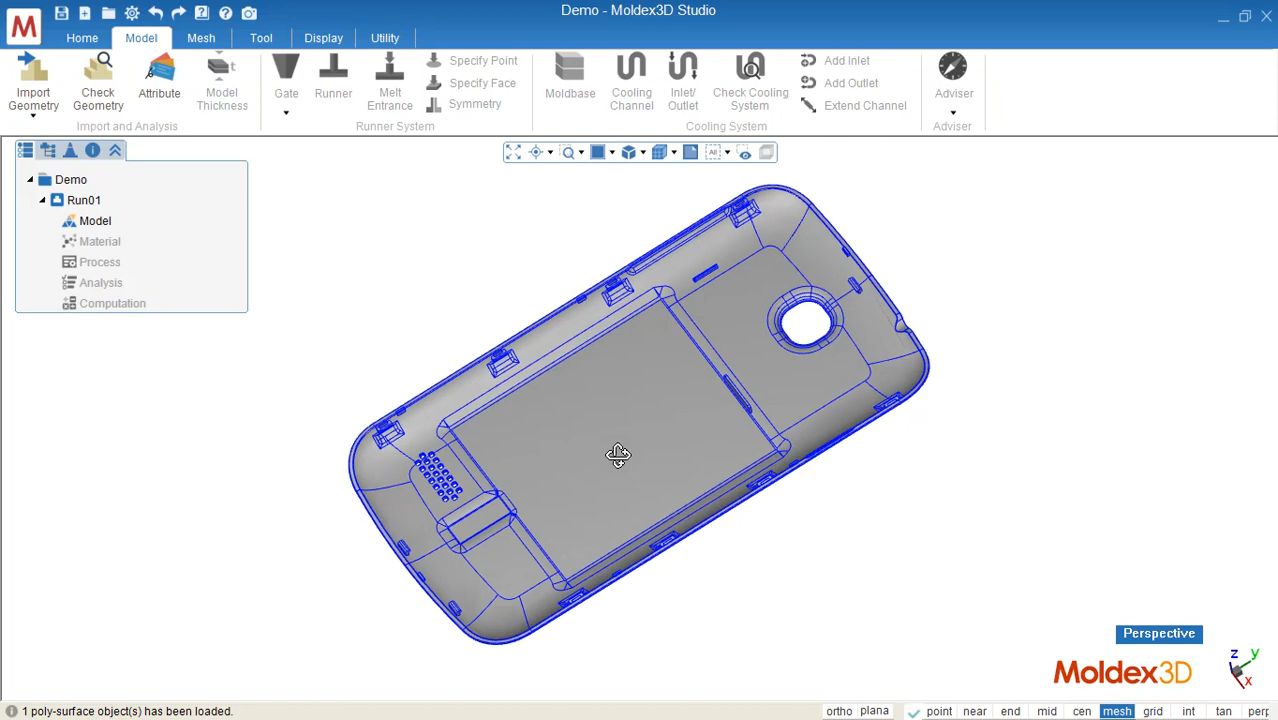 Demo - Moldex3D Studio
M
Home Model Mesh Tool Display Utility
Import Geometry
Check Geometry
Attribute
Model Thickness
Import and Analysis
Gate
Runner
Melt Entrance
Specify Point
Specify Face
Symmetry
Runner System
Moldbase
Cooling Channel
Inlet/ Outlet
Check Cooling System
Add Inlet
Add Outlet
Extend Channel
Cooling System
Adviser
Adviser
All
Demo
Run01
Model
Material
Process
Analysis
Computation
Perspective
Moldex3D
z y
x
1 poly-surface object(s) has been loaded.
ortho plana point near end mid cen mesh grid int tan perp